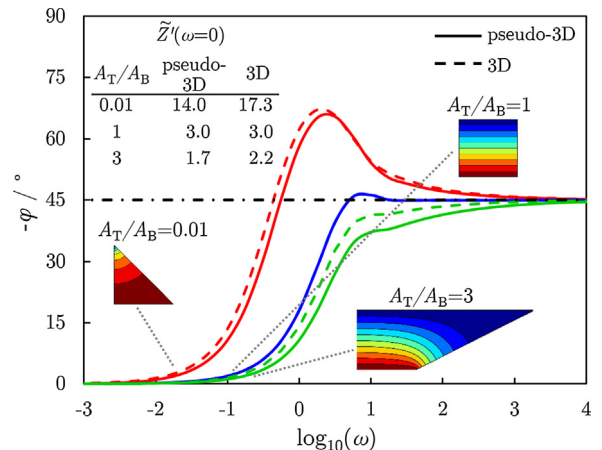 90
75
60
45
30
15
0
-φ / °
Z̃'(ω=0)
A_T/A_B pseudo-3D 3D
0.01 14.0 17.3
1 3.0 3.0
3 1.7 2.2
pseudo-3D
3D
A_T/A_B=1
A_T/A_B=0.01
A_T/A_B=3
-3 -2 -1 0 1 2 3 4
log₁₀(ω)